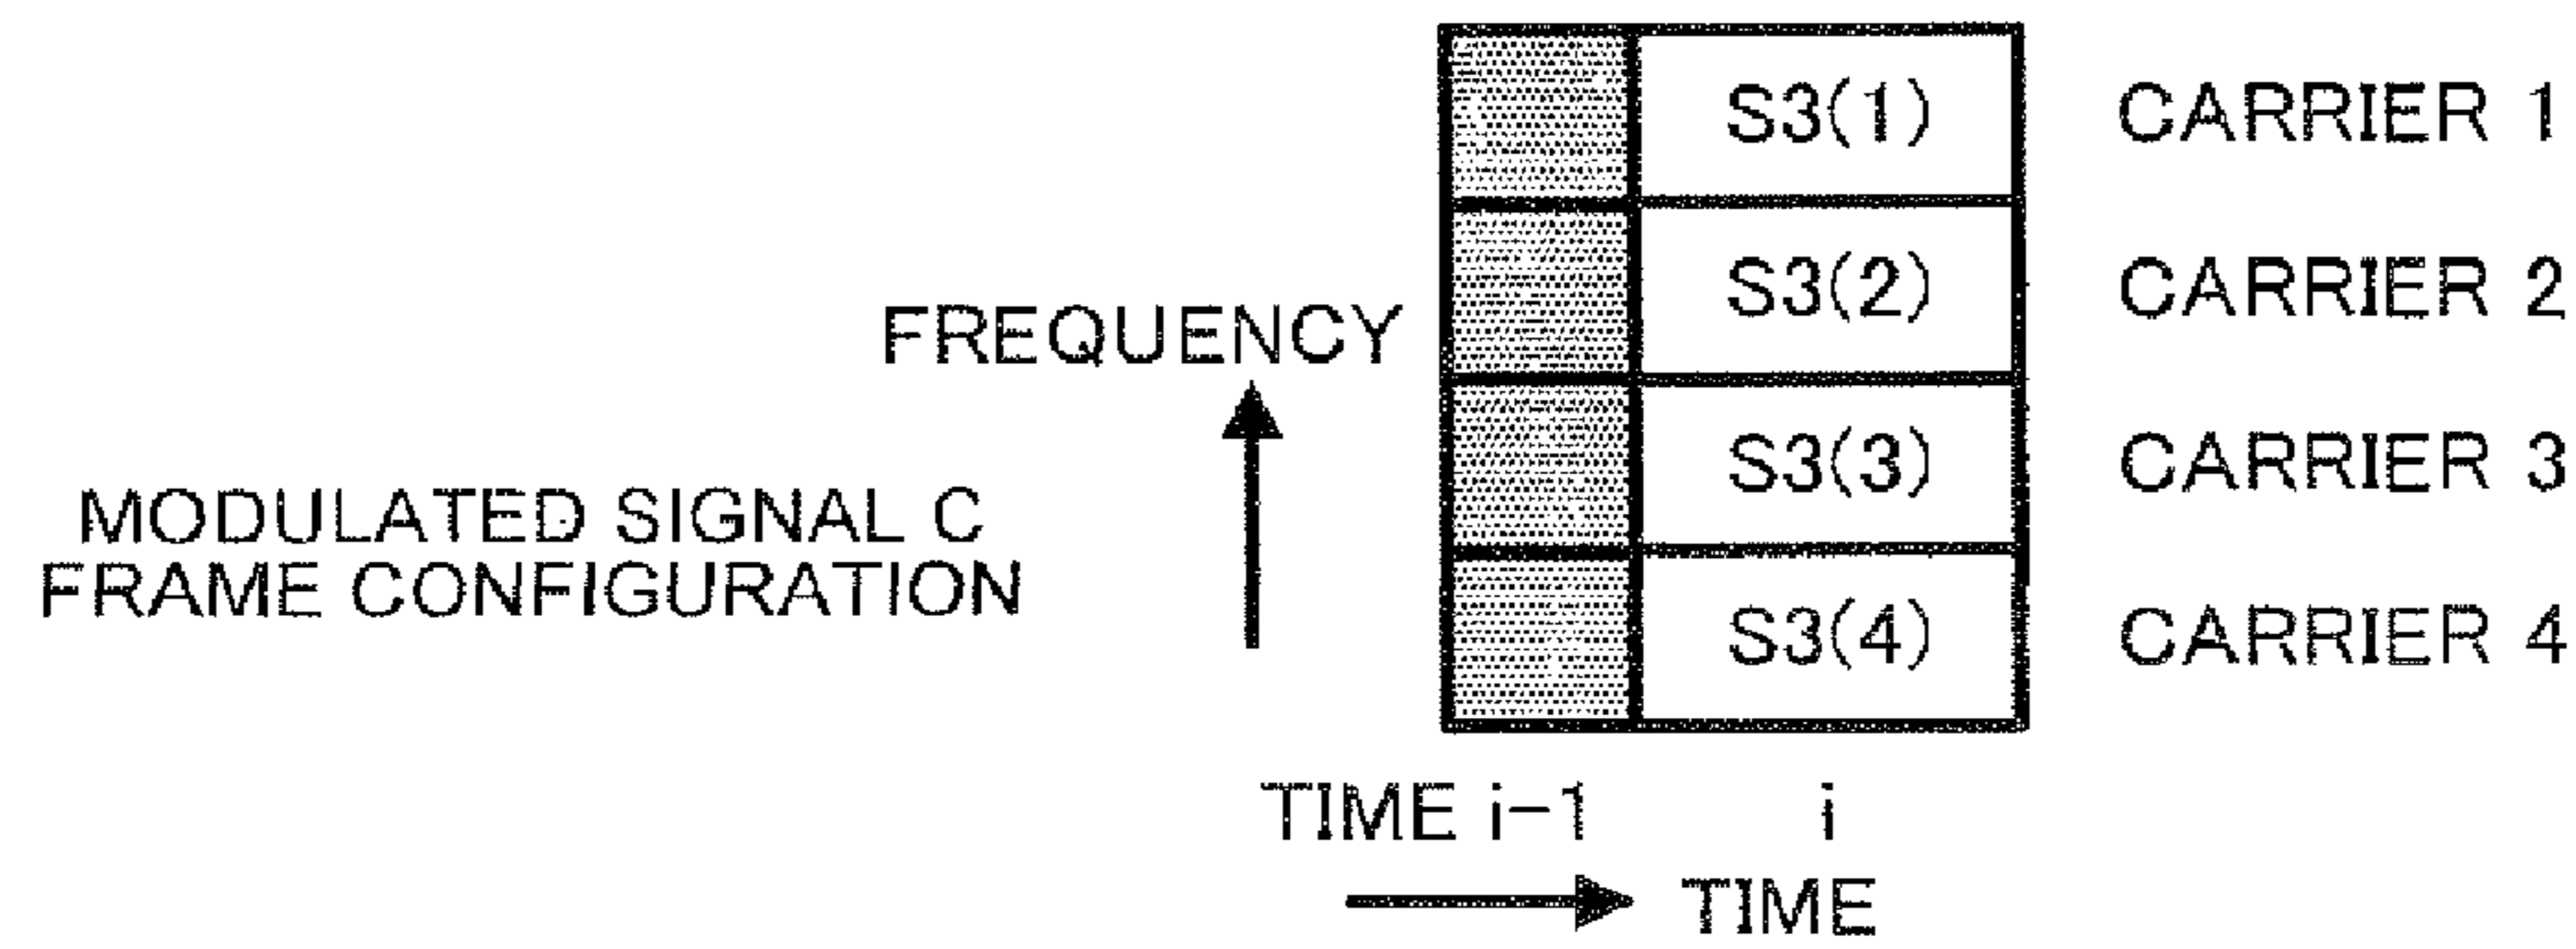 S3(1) CARRIER 1
S3(2) CARRIER 2
FREQUENCY
S3(3) CARRIER 3
MODULATED SIGNAL C
FRAME CONFIGURATION
S3(4) CARRIER 4
TIME i-1 i
TIME